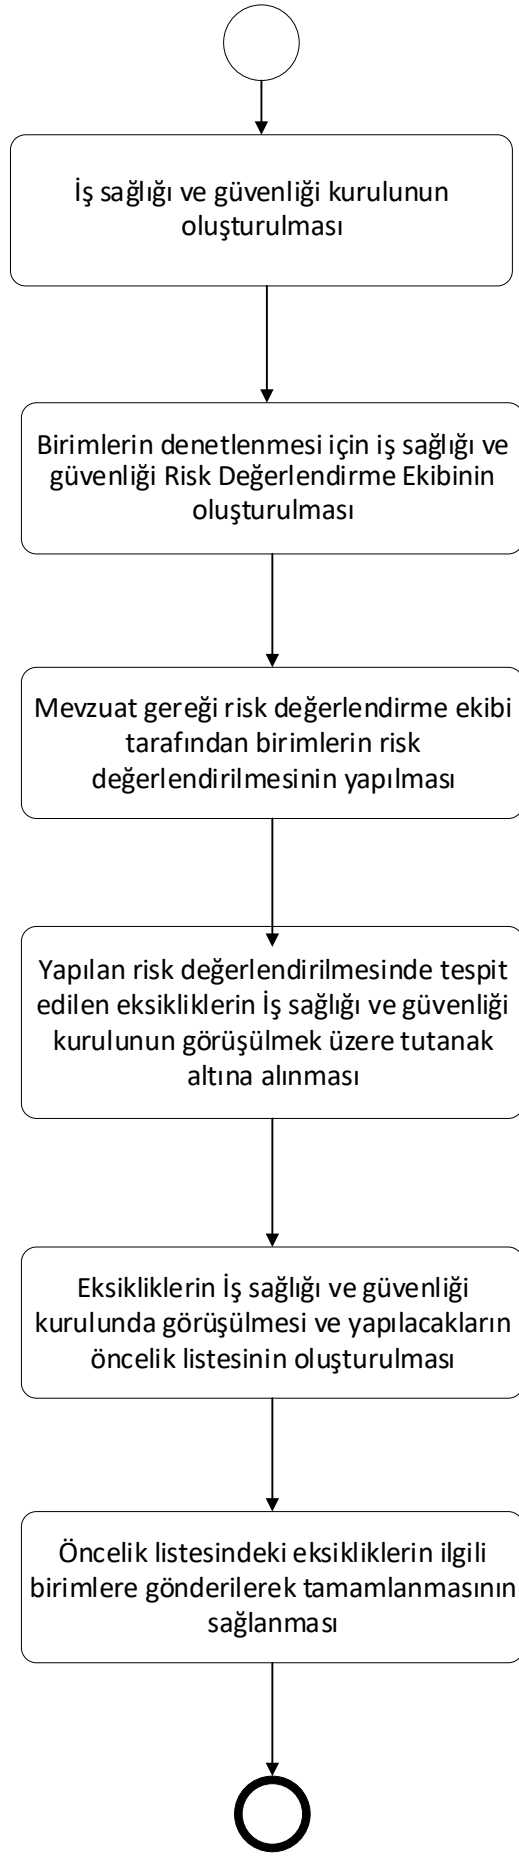 İş sağlığı ve güvenliği kurulunun
oluşturulması
Birimlerin denetlenmesi için iş sağlığı ve
güvenliği Risk Değerlendirme Ekibinin
oluşturulması
Mevzuat gereği risk değerlendirme ekibi
tarafından birimlerin risk
değerlendirilmesinin yapılması
Yapılan risk değerlendirilmesinde tespit
edilen eksikliklerin İş sağlığı ve güvenliği
kurulunun görüşülmek üzere tutanak
altına alınması
Eksikliklerin İş sağlığı ve güvenliği
kurulunda görüşülmesi ve yapılacakların
öncelik listesinin oluşturulması
Öncelik listesindeki eksikliklerin ilgili
birimlere gönderilerek tamamlanmasının
sağlanması